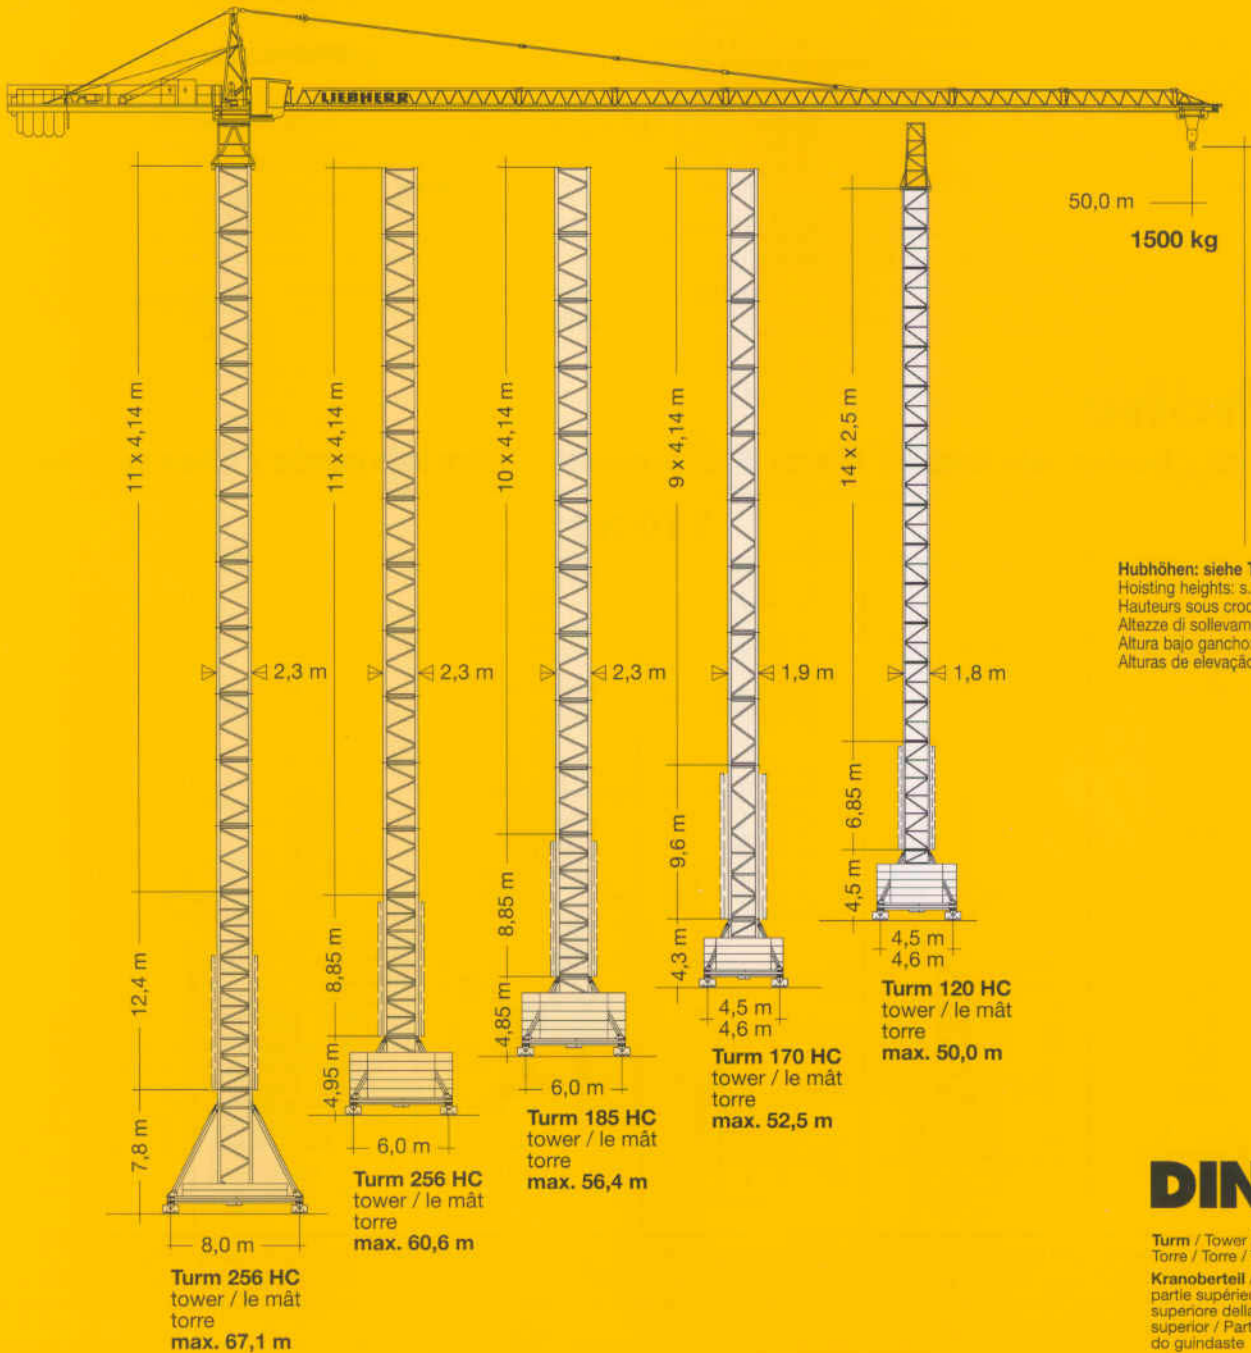 LIEBHERR
50,0 m
1500 kg
11 x 4,14 m
11 x 4,14 m
10 x 4,14 m
9 x 4,14 m
14 x 2,5 m
Hubhöhen: siehe
Hoisting heights: s.
Hauteurs sous
Altezze di
Altura bajo gancho:
Alturas de elevação
2,3 m
2,3 m
2,3 m
1,9 m
1,8 m
12,4 m
7,8 m
8,0 m
Turm 256 HC
tower / le mât
torre
max. 67,1 m
8,85 m
4,95 m
6,0 m
Turm 256 HC
tower / le mât
torre
max. 60,6 m
8,85 m
4,85 m
6,0 m
Turm 185 HC
tower / le mât
torre
max. 56,4 m
9,6 m
4,3 m
4,5 m
4,6 m
Turm 170 HC
tower / le mât
torre
max. 52,5 m
6,85 m
4,5 m
4,5 m
4,6 m
Turm 120 HC
tower / le mât
torre
max. 50,0 m
DIN
Turm / Tower
Torre / Torre /
Kranoberteil
partie
superiore della
superior / Part
do guindaste